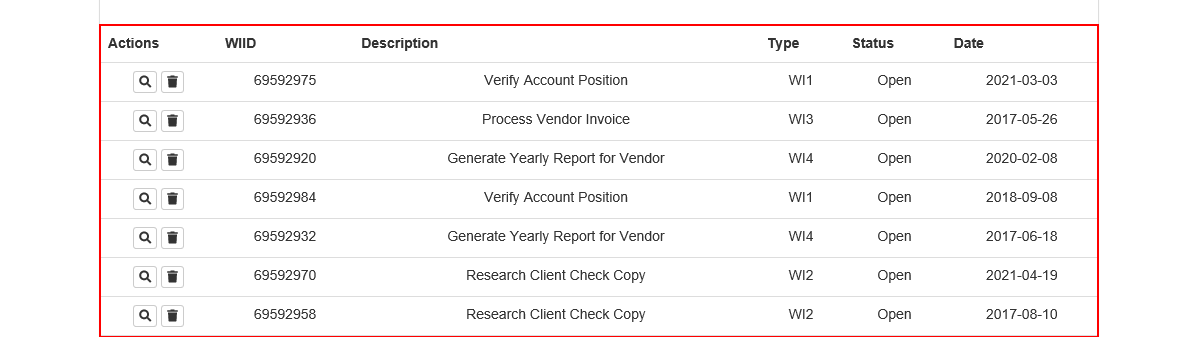 Actions WIID Description Type Status Date
69592975 Verify Account Position WI1 Open 2021-03-03
69592936 Process Vendor Invoice WI3 Open 2017-05-26
69592920 Generate Yearly Report for Vendor WI4 Open 2020-02-08
69592984 Verify Account Position WI1 Open 2018-09-08
69592932 Generate Yearly Report for Vendor WI4 Open 2017-06-18
69592970 Research Client Check Copy WI2 Open 2021-04-19
69592958 Research Client Check Copy WI2 Open 2017-08-10